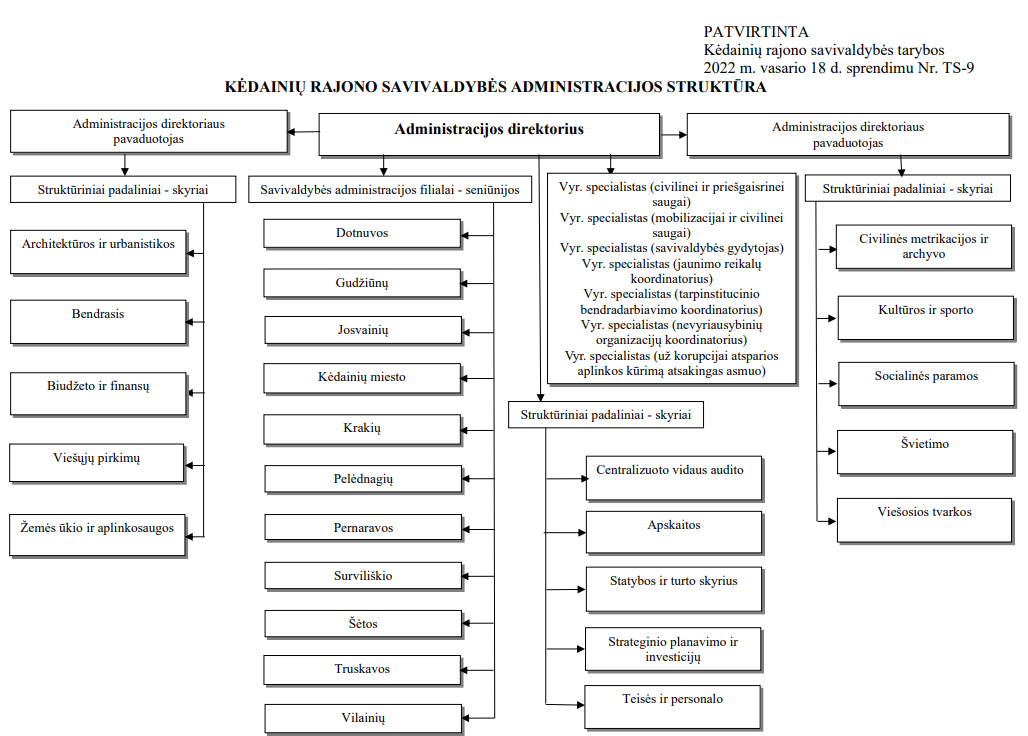 PATVIRTINTA
Kėdainių rajono savivaldybės tarybos
2022 m. vasario 18 d. sprendimu Nr. TS-9
KĖDAINIŲ RAJONO SAVIVALDYBĖS ADMINISTRACIJOS STRUKTŪRA
Administracijos direktoriaus
pavaduotojas
Administracijos direktorius
Administracijos direktoriaus
pavaduotojas
Struktūriniai padaliniai - skyriai
Architektūros ir urbanistikos
Bendrasis
Biudžeto ir finansų
Viešųjų pirkimų
Žemės ūkio ir aplinkosaugos
Savivaldybės administracijos filialai - seniūnijos
Dotnuvos
Gudžiūnų
Josvainių
Kėdainių miesto
Krakių
Pelėdnagių
Pernaravos
Surviliškio
Šėtos
Truskavos
Vilainių
Vyr. specialistas (civilinei ir priešgaisrinei
saugai)
Vyr. specialistas (mobilizacijai ir civilinei
saugai)
Vyr. specialistas (savivaldybės gydytojas)
Vyr. specialistas (jaunimo reikalų
koordinatorius)
Vyr. specialistas (tarpinstitucinio
bendradarbiavimo koordinatorius)
Vyr. specialistas (nevyriausybinių
organizacijų koordinatorius)
Vyr. specialistas (už korupcijai atsparios
aplinkos kūrimą atsakingas asmuo)
Struktūriniai padaliniai - skyriai
Centralizuoto vidaus audito
Apskaitos
Statybos ir turto skyrius
Strateginio planavimo ir
investicijų
Teisės ir personalo
Struktūriniai padaliniai - skyriai
Civilinės metrikacijos ir
archyvo
Kultūros ir sporto
Socialinės paramos
Švietimo
Viešosios tvarkos